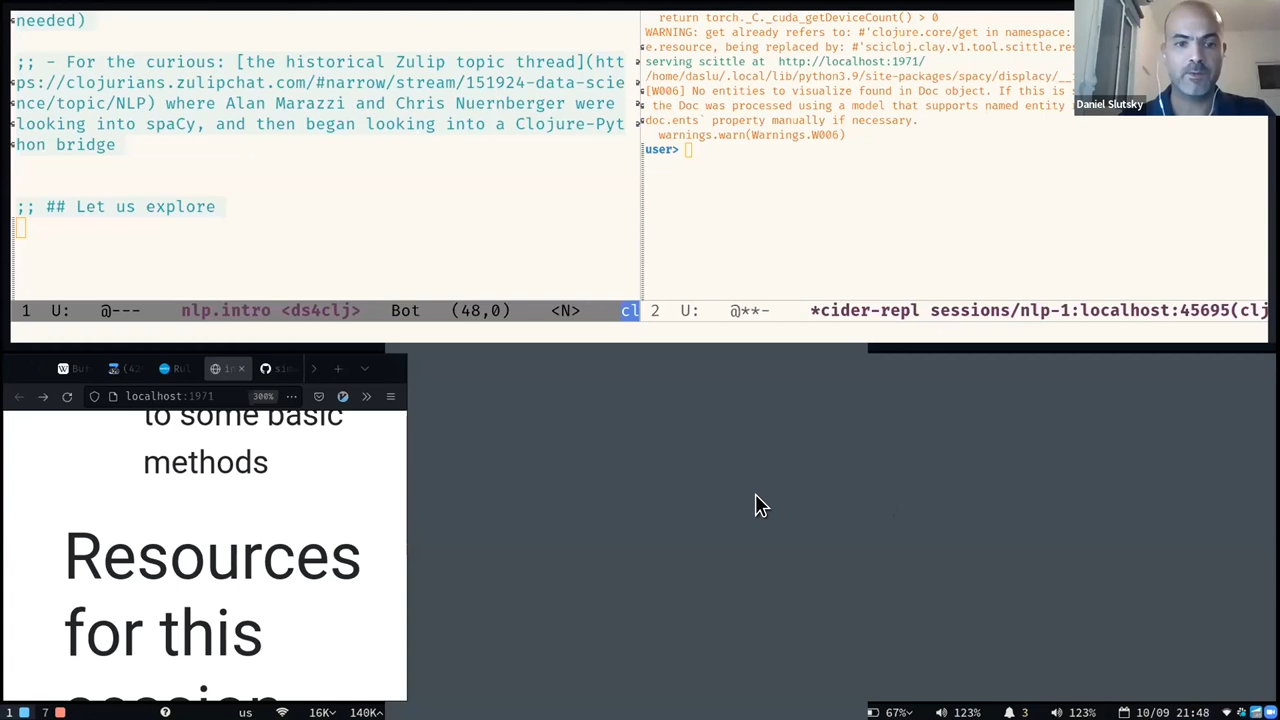 needed)
;; - For the curious: [the historical Zulip topic thread](htt
ps://clojurians.zulipchat.com/#narrow/stream/151924-data-scie
nce/topic/NLP) where Alan Marazzi and Chris Nuernberger were
looking into spaCy, and then began looking into a Clojure-Pyt
hon bridge
;; ## Let us explore
1 U: @--- nlp.intro <ds4clj> Bot (48,0) <N> cl
return torch._C._cuda_getDeviceCount() > 0
WARNING: get already refers to: #'clojure.core/get in namespace:
e.resource, being replaced by: #'scicloj.clay.v1.tool.scittle.res
serving scittle at http://localhost:1971/
/home/daslu/.local/lib/python3.9/site-packages/spacy/displacy/__
[W006] No entities to visualize found in Doc object. If this is s
the Doc was processed using a model that supports named entity
doc.ents` property manually if necessary.
warnings.warn(Warnings.W006)
user>
2 U: @**- *cider-repl sessions/nlp-1:localhost:45695(clj
Daniel Slutsky
localhost:1971 300%
to some basic
methods
Resources
for this
session
1 7 us 16K 140K 67% 123% 3 123% 10/09 21:48